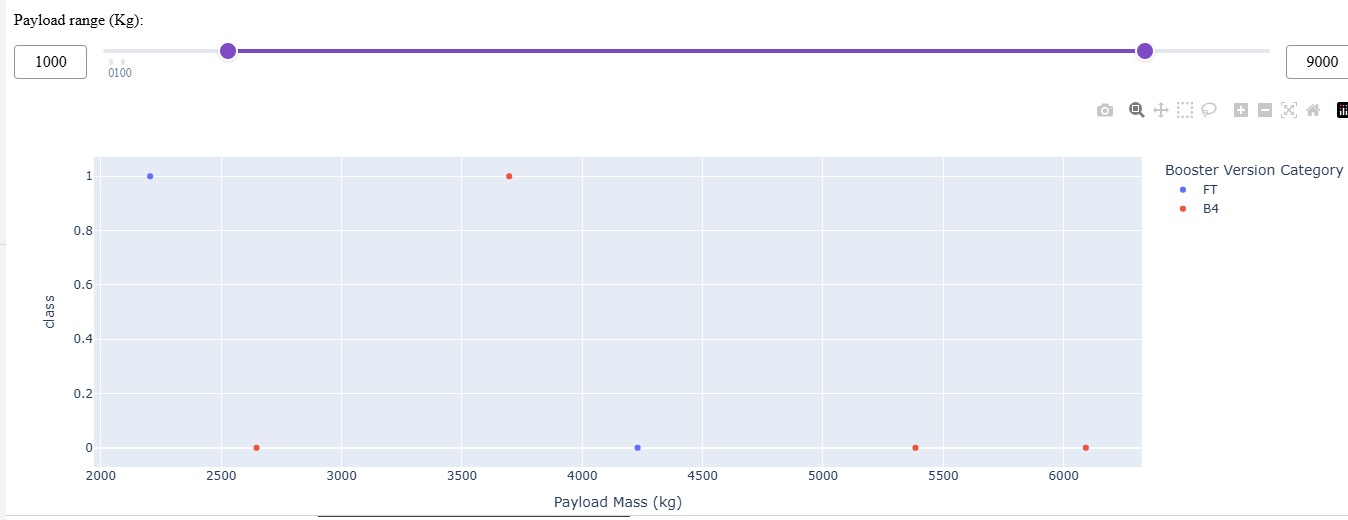 Payload range (Kg):
1000
0100
9000
Booster Version Category
FT
B4
1
0.8
0.6
0.4
0.2
0
class
2000 2500 3000 3500 4000 4500 5000 5500 6000
Payload Mass (kg)